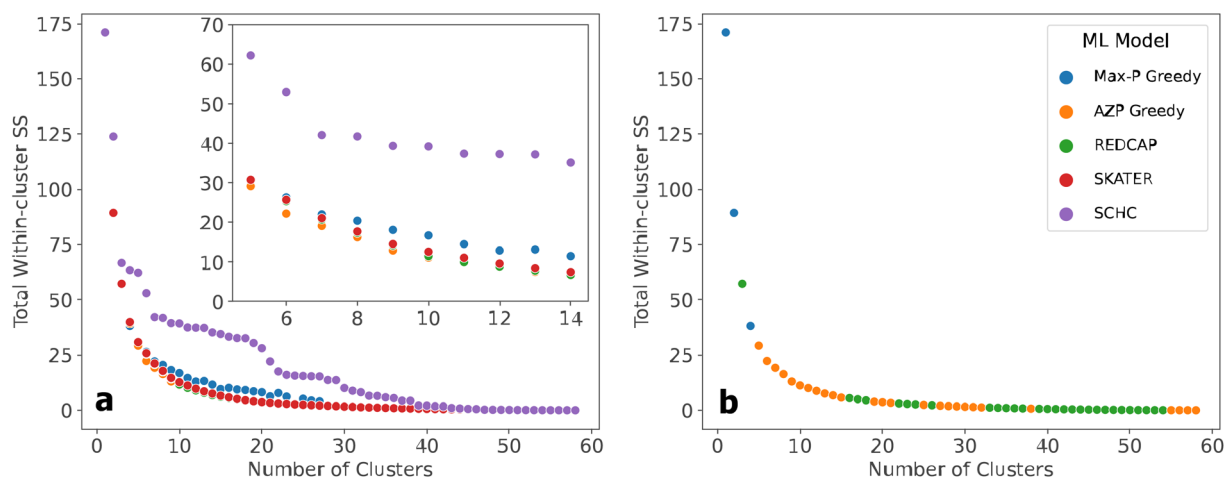 175
150
125
100
75
50
25
0
Total Within-cluster SS
0 10 20 30 40 50 60
Number of Clusters
a
70
60
50
40
30
20
10
0
6 8 10 12 14
175
150
125
100
75
50
25
0
Total Within-cluster SS
0 10 20 30 40 50 60
Number of Clusters
b
ML Model
Max-P Greedy
AZP Greedy
REDCAP
SKATER
SCHC